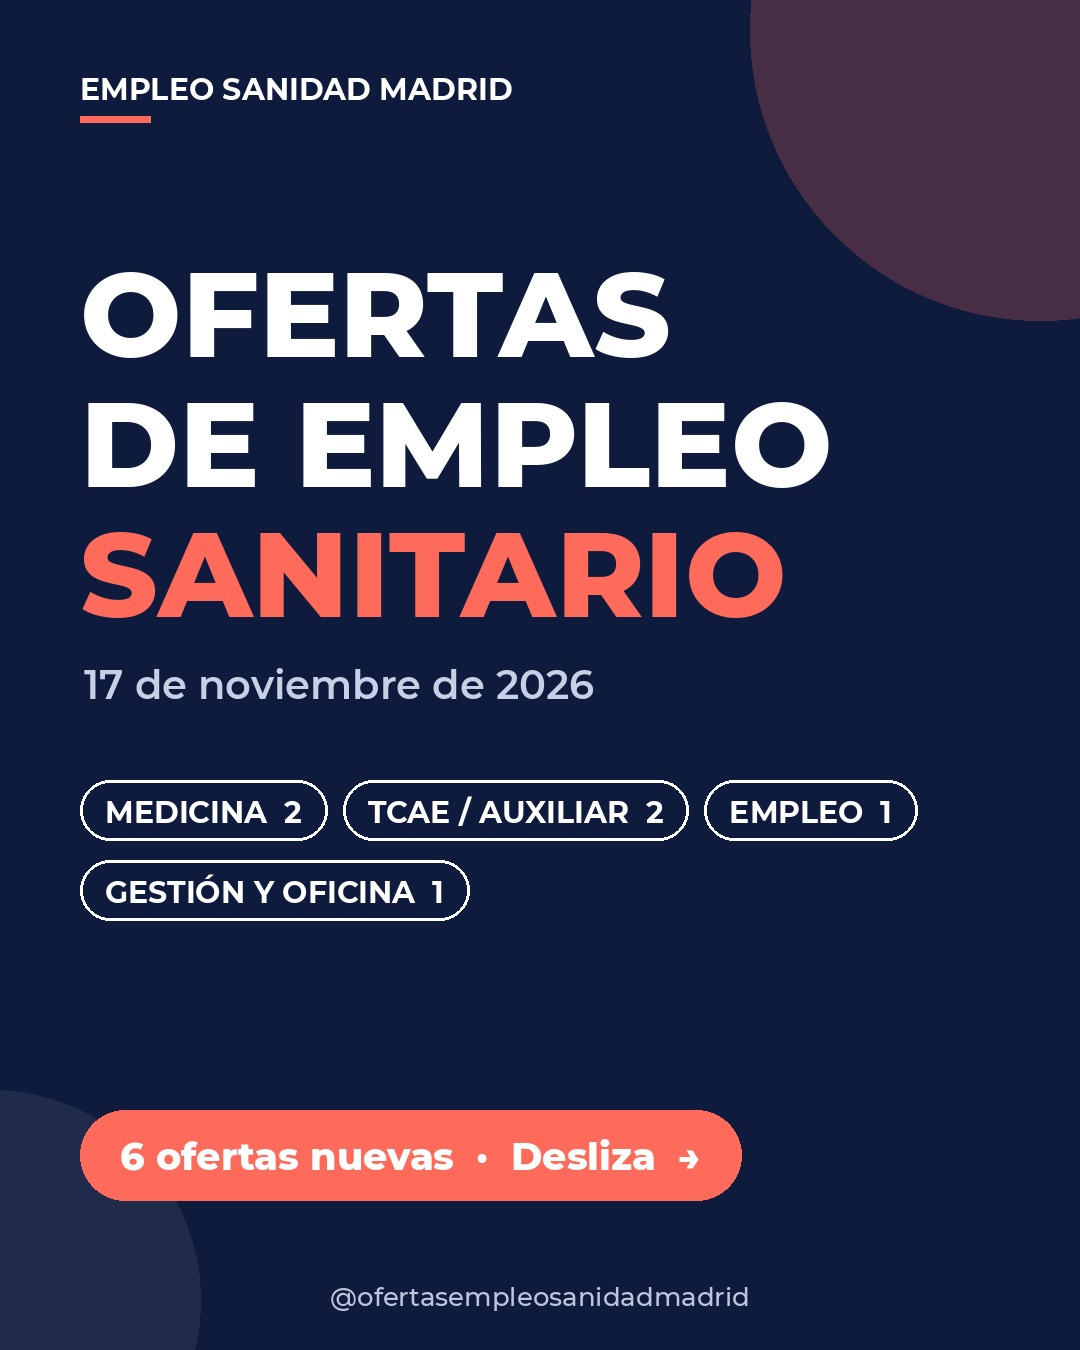 EMPLEO SANIDAD MADRID
OFERTAS
DE EMPLEO
SANITARIO
17 de noviembre de 2026
MEDICINA 2 TCAE / AUXILIAR 2 EMPLEO 1
GESTIÓN Y OFICINA 1
6 ofertas nuevas · Desliza →
@ofertasempleosanidadmadrid